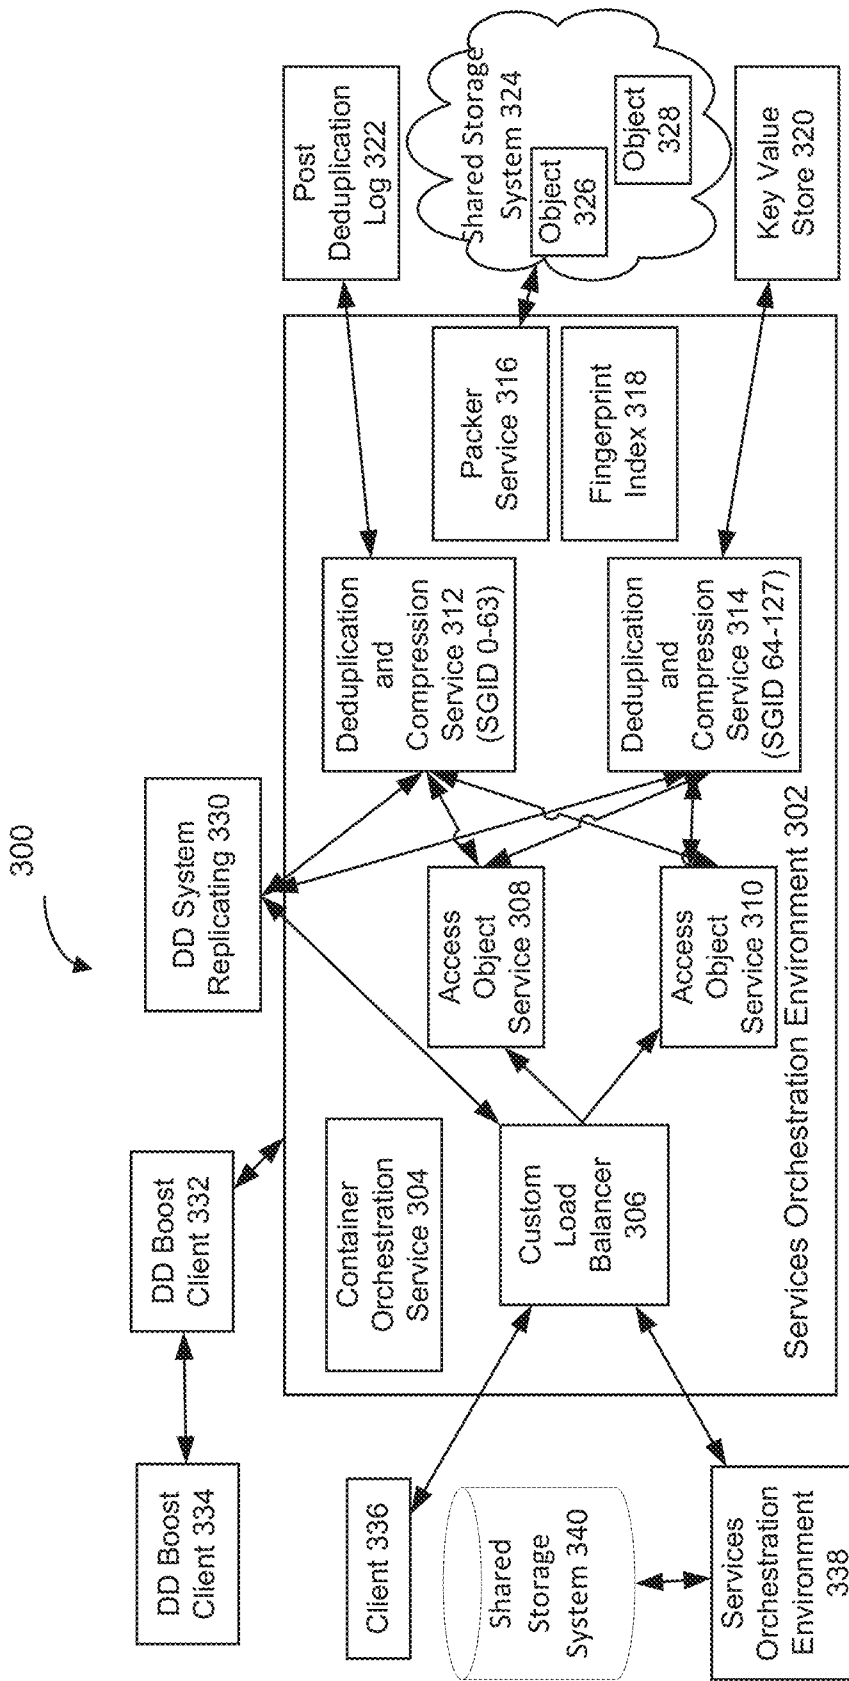 300
DD Boost
Client 334
DD Boost
Client 332
DD System
Replicating 330
Post
Deduplication
Log 322
Client 336
Shared
Storage
System 340
Services
Orchestration
Environment
338
Container
Orchestration
Service 304
Custom
Load
Balancer
306
Access
Object
Service 308
Access
Object
Service 310
Deduplication
and
Compression
Service 312
(SGID 0-63)
Deduplication
and
Compression
Service 314
(SGID 64-127)
Packer
Service 316
Fingerprint
Index 318
Services Orchestration Environment 302
Shared Storage
System 324
Object
326
Object
328
Key Value
Store 320